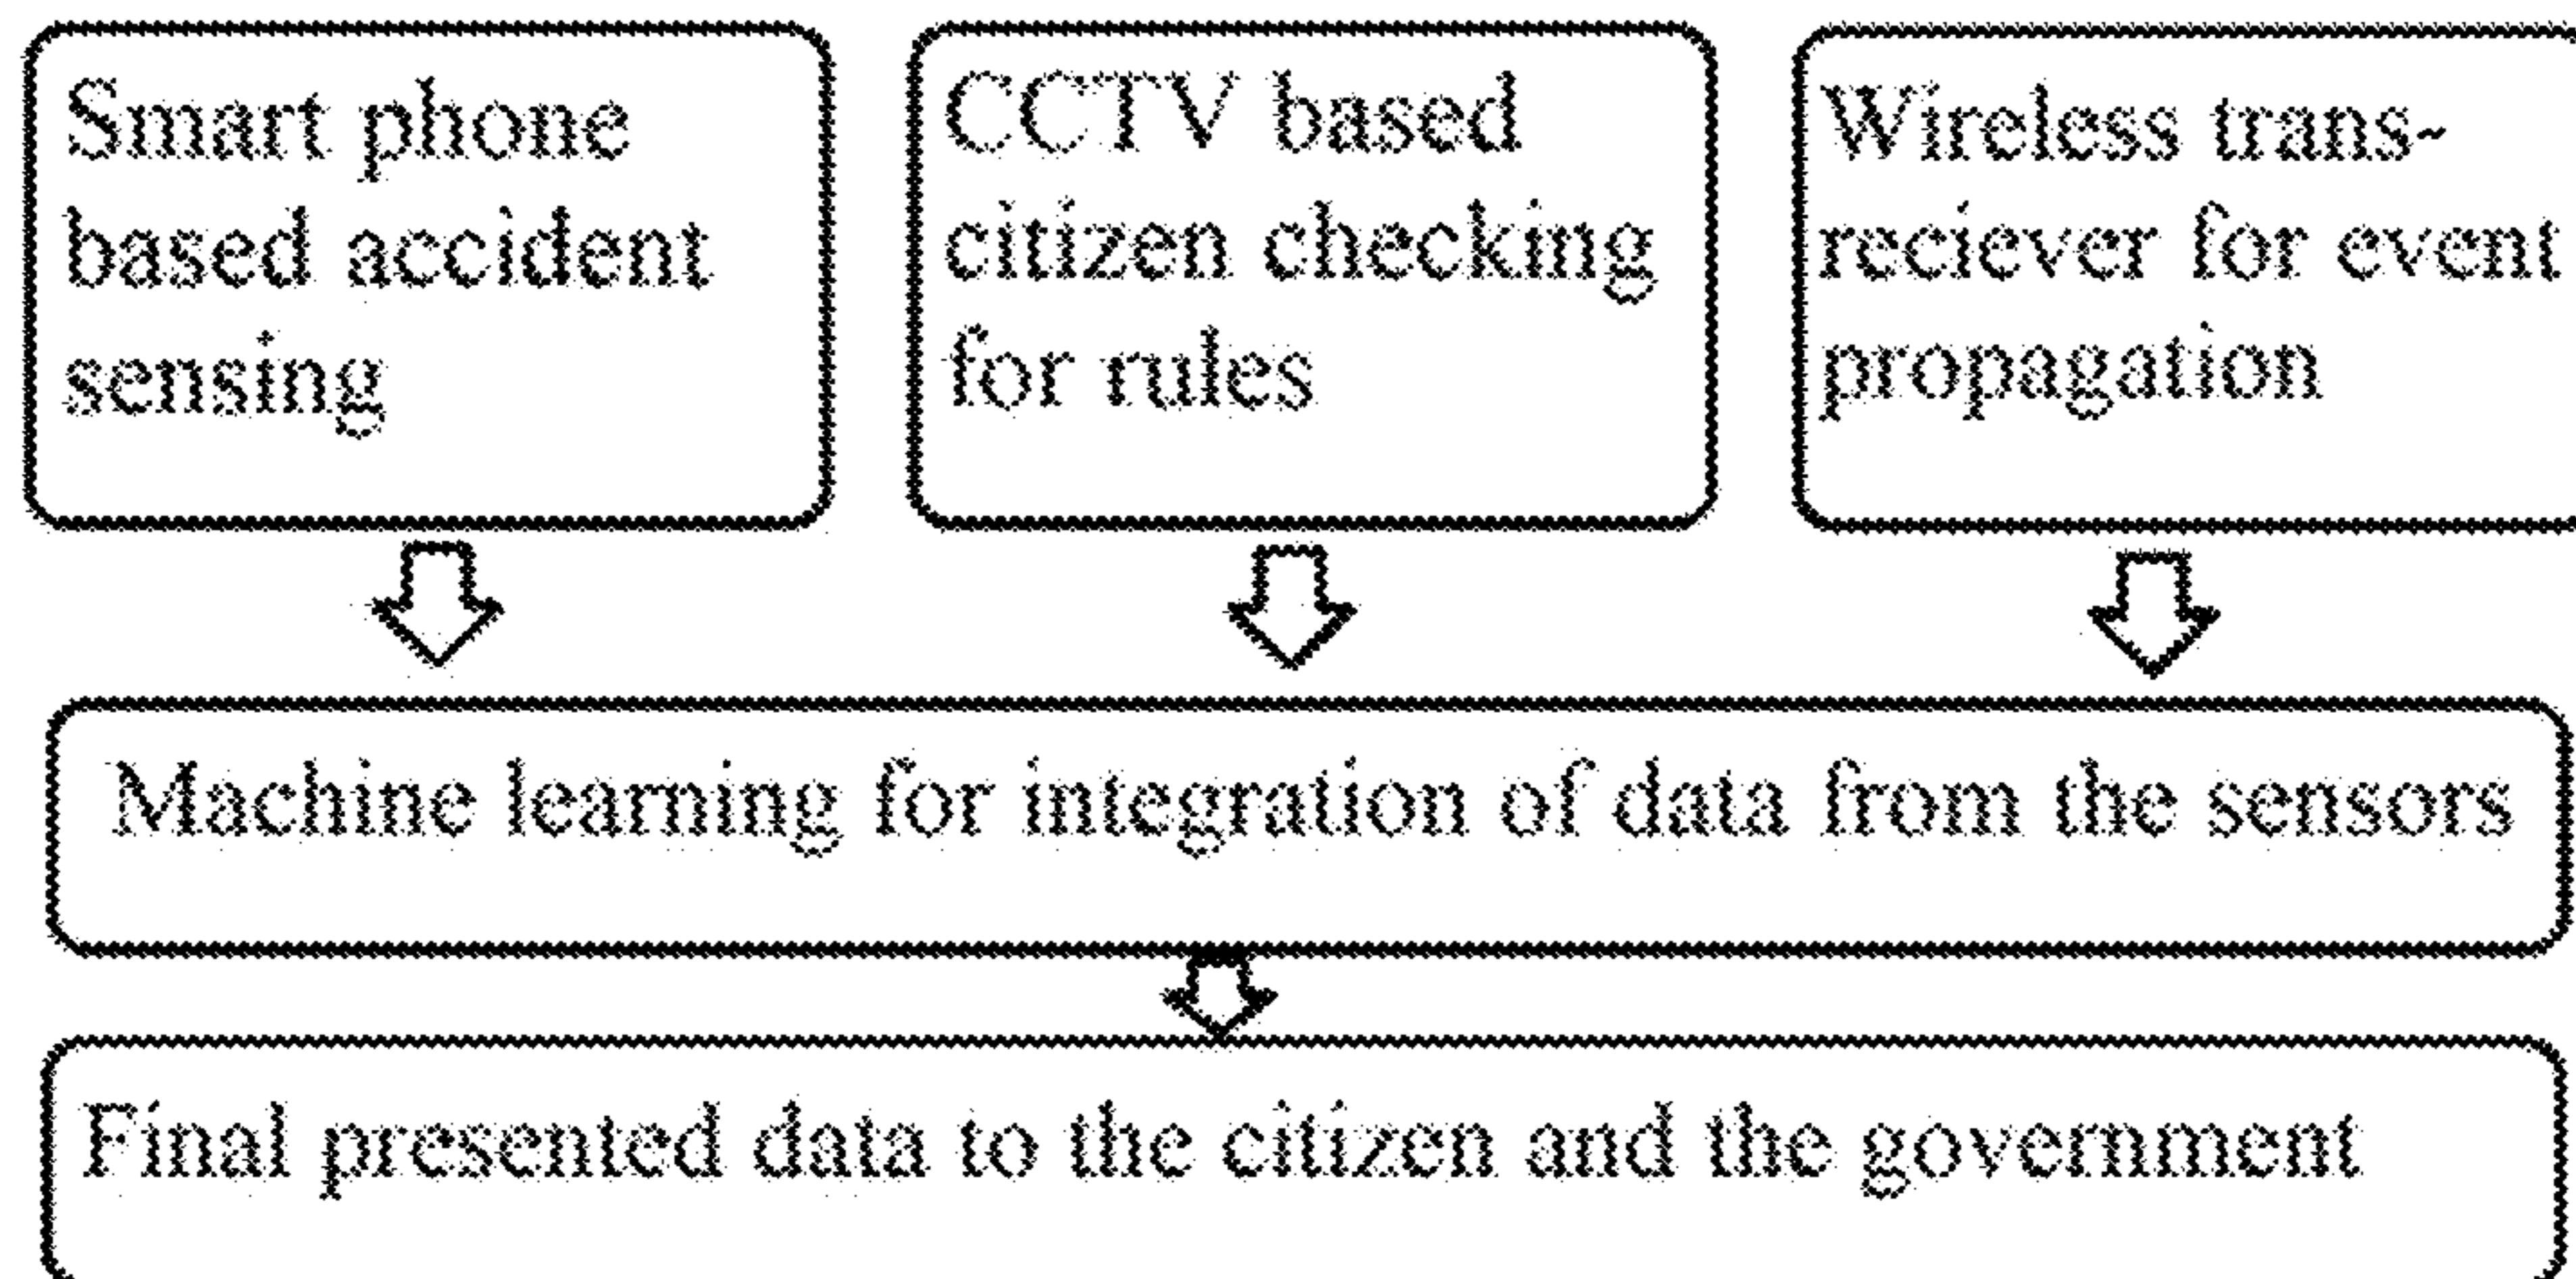 Smart phone
based accident
sensing
CCTV based
citizen checking
for rules
Wireless trans-
reciever for event
propagation
Machine learning for integration of data from the sensors
Final presented data to the citizen and the government